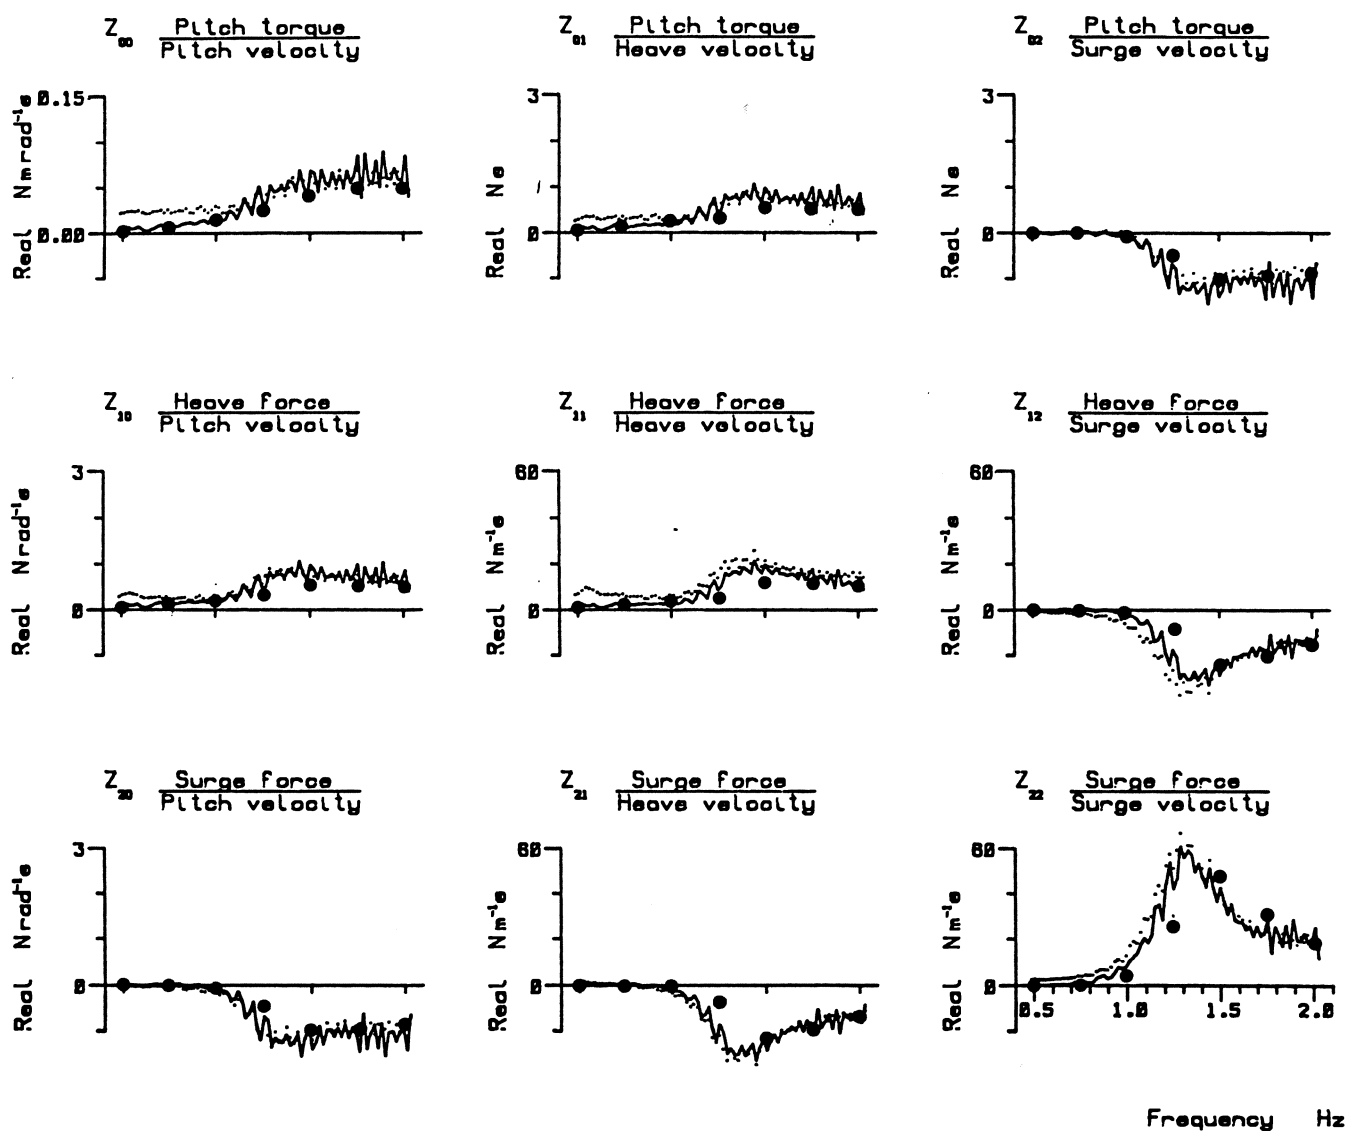 Z00 Pitch torque
Pitch velocity
Z01 Pitch torque
Heave velocity
Z02 Pitch torque
Surge velocity
0.15
0.00
Real Nmrad⁻¹s
3
0
Real Ns
3
0
Real Ns
Z10 Heave force
Pitch velocity
Z11 Heave force
Heave velocity
Z12 Heave force
Surge velocity
3
0
Real Nrad⁻¹s
60
0
Real Nm⁻¹s
60
0
Real Nm⁻¹s
Z20 Surge force
Pitch velocity
Z21 Surge force
Heave velocity
Z22 Surge force
Surge velocity
3
0
Real Nrad⁻¹s
60
0
Real Nm⁻¹s
60
0
Real Nm⁻¹s
0.5 1.0 1.5 2.0
Frequency Hz